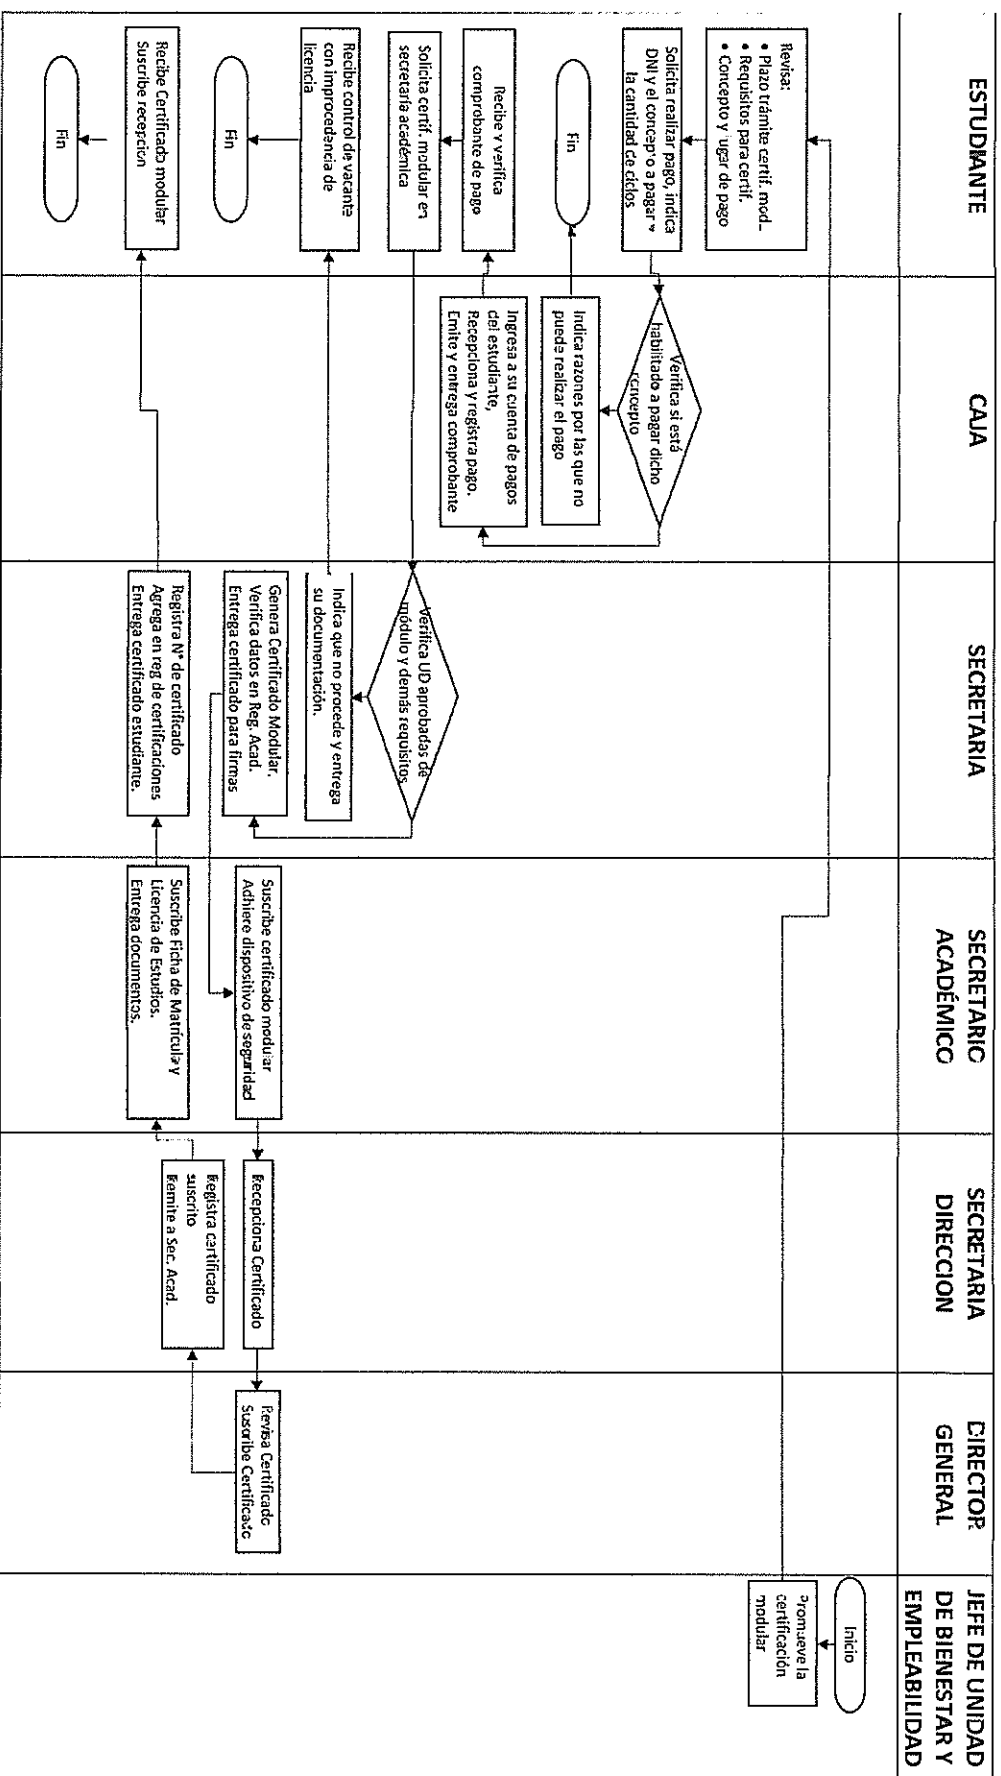 ESTUDIANTE
CAJA
SECRETARIA
SECRETARIO
ACADÉMICO
SECRETARIA
DIRECCION
DIRECTOR
GENERAL
JEFE DE UNIDAD
DE BIENESTAR Y
EMPLEABILIDAD
Inicio
Promueve la
certificación
modular
Revisa:
• Plazo trámite certif. mod.
• Requisitos para certif.
• Concepto y lugar de pago
Solicita realizar pago, indica
DNI y el concepto a pagar y
la cantidad de ciclos
Verifica si está
habilitado a pagar dicho
concepto
Indica razones por las que no
puede realizar el pago
Fin
Ingresa a su cuenta de pagos
del estudiante,
Recepciona y registra pago.
Emite y entrega comprobante
Recibe y verifica
comprobante de pago
Solicita certif. modular en
secretaría académica
Verifica UD aprobadas de
módulo y demás requisitos
Indica que no procede y entrega
su documentación.
Recibe control de vacante
con improcedencia de
licencia
Fin
Genera Certificado Modular,
Verifica datos en Reg. Acad.
Entrega certificado para firmas
Suscribe certificado modular
Adhiere dispositivo de seguridad
Recepciona Certificado
Revisa Certificado
Suscribe Certificado
Registra certificado
suscrito
Remite a Sec. Acad.
Suscribe Ficha de Matrícula y
Licencia de Estudios.
Entrega documentos.
Registra N° de certificado
Agrega en reg de certificaciones
Entrega certificado estudiante.
Recibe Certificado modular
Suscribe recepcion
Fin